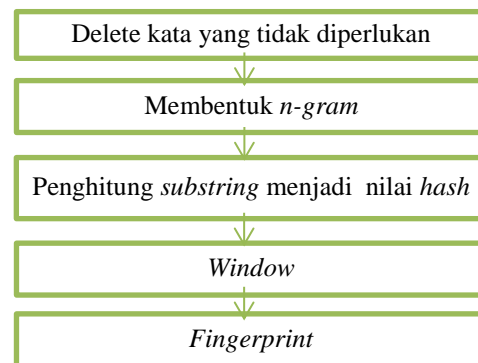 Delete kata yang tidak diperlukan
Membentuk n-gram
Penghitung substring menjadi nilai hash
Window
Fingerprint